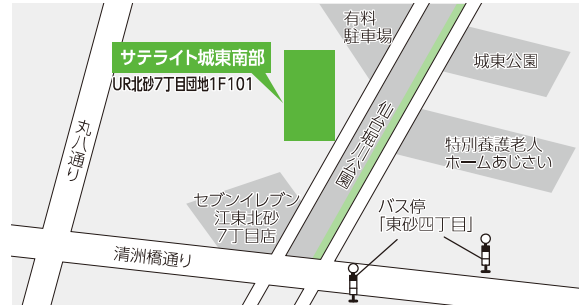 有料
駐車場
サテライト城東南部
UR北砂7丁目団地1F101
城東公園
丸八通り
仙台堀川公園
特別養護老人
ホームあじさい
セブンイレブン
江東北砂
7丁目店
バス停
「東砂四丁目」
清洲橋通り